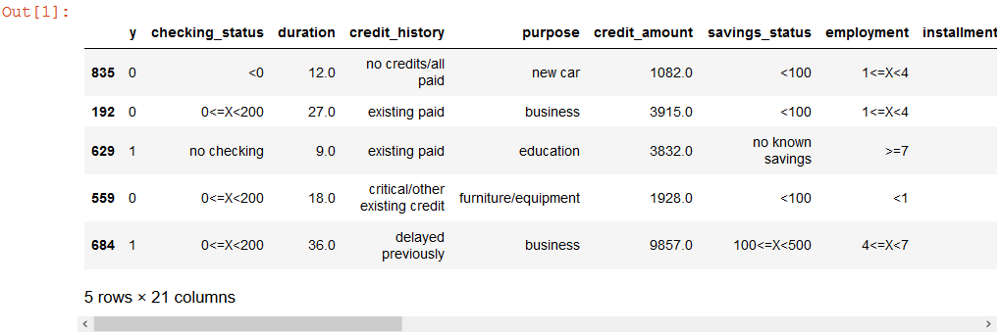 Out[1]:
y checking_status duration credit_history purpose credit_amount savings_status employment installment
835 0 <0 12.0 no credits/all paid new car 1082.0 <100 1<=X<4
192 0 0<=X<200 27.0 existing paid business 3915.0 <100 1<=X<4
629 1 no checking 9.0 existing paid education 3832.0 no known savings >=7
559 0 0<=X<200 18.0 critical/other existing credit furniture/equipment 1928.0 <100 <1
684 1 0<=X<200 36.0 delayed previously business 9857.0 100<=X<500 4<=X<7
5 rows × 21 columns